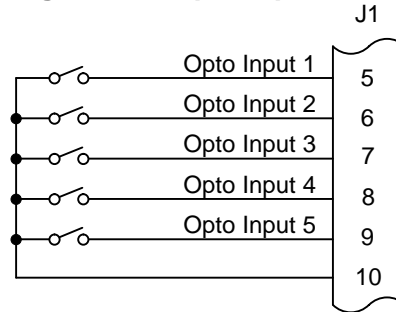 J1
Opto Input 1 5
Opto Input 2 6
Opto Input 3 7
Opto Input 4 8
Opto Input 5 9
10